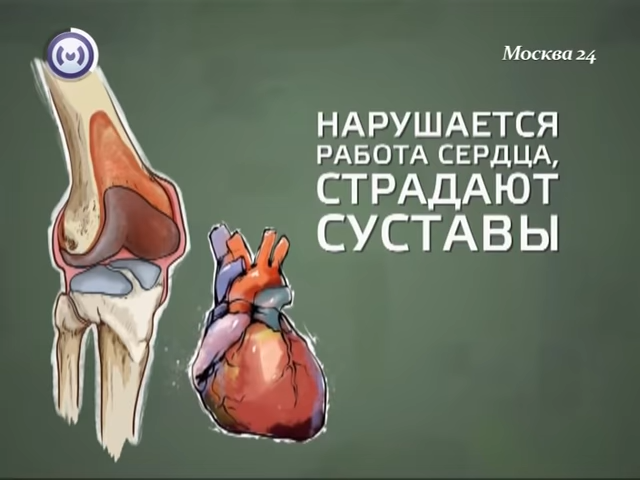 Москва 24
НАРУШАЕТСЯ
РАБОТА СЕРДЦА,
СТРАДАЮТ
СУСТАВЫ